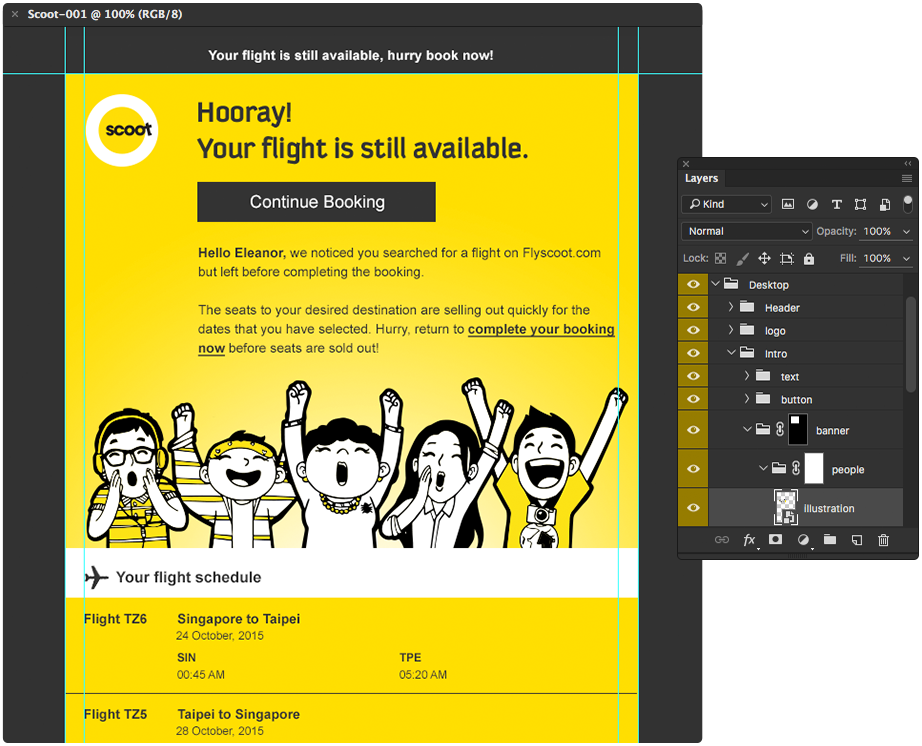 Scoot-001 @ 100% (RGB/8)
Your flight is still available, hurry book now!
scoot
Hooray!
Your flight is still available.
Continue Booking
Hello Eleanor, we noticed you searched for a flight on Flyscoot.com
but left before completing the booking.
The seats to your desired destination are selling out quickly for the
dates that you have selected. Hurry, return to complete your booking
now before seats are sold out!
Your flight schedule
Flight TZ6 Singapore to Taipei
24 October, 2015
SIN TPE
00:45 AM 05:20 AM
Flight TZ5 Taipei to Singapore
28 October, 2015
Layers
Kind
Normal Opacity: 100%
Lock: Fill: 100%
Desktop
Header
logo
Intro
text
button
banner
people
illustration
fx